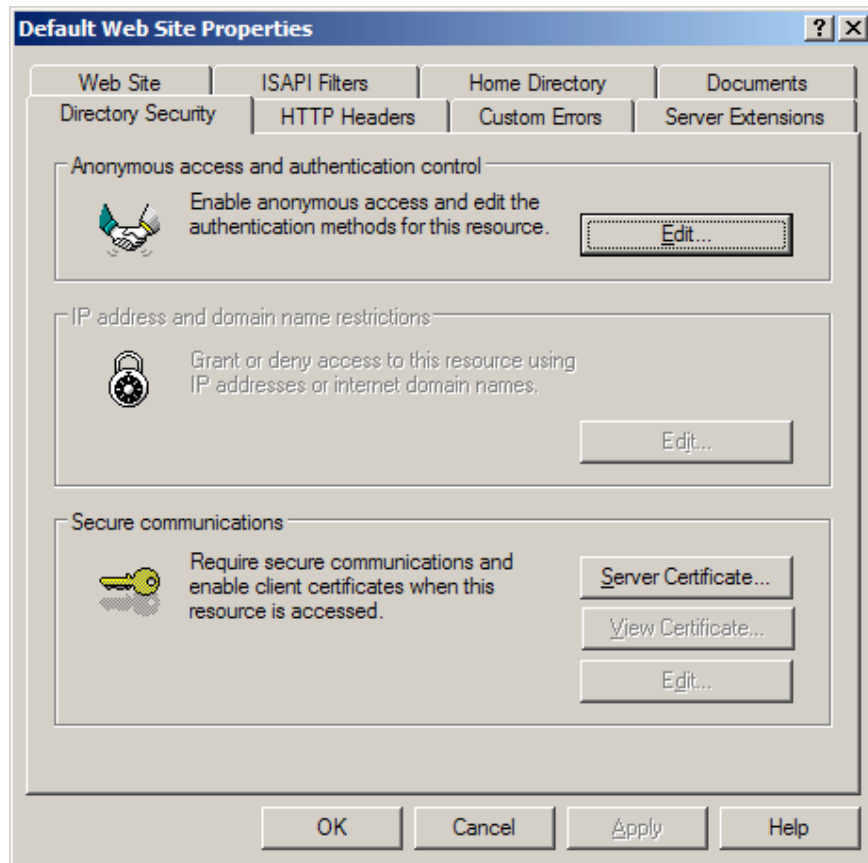 Default Web Site Properties
Web Site
ISAPI Filters
Home Directory
Documents
Directory Security
HTTP Headers
Custom Errors
Server Extensions
Anonymous access and authentication control
Enable anonymous access and edit the
authentication methods for this resource.
Edit...
IP address and domain name restrictions
Grant or deny access to this resource using
IP addresses or internet domain names.
Edit...
Secure communications
Require secure communications and
enable client certificates when this
resource is accessed.
Server Certificate...
View Certificate...
Edit...
OK
Cancel
Apply
Help